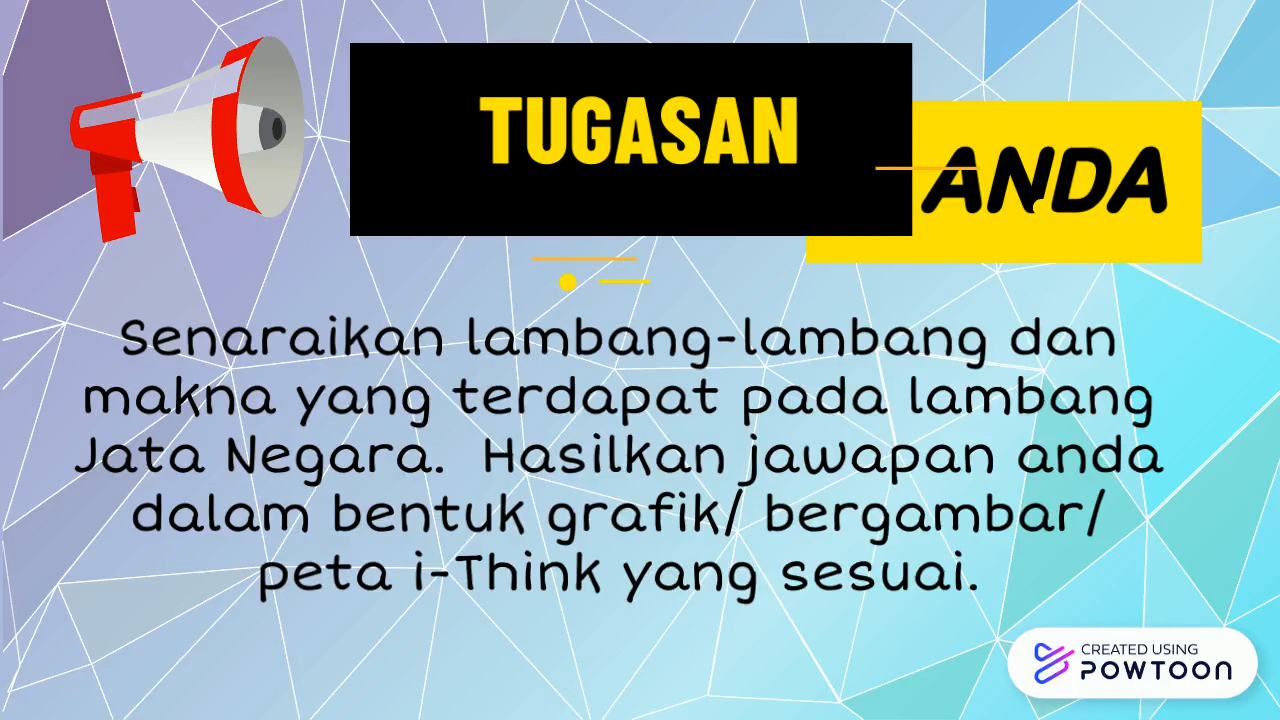 TUGASAN
ANDA
Senaraikan lambang-lambang dan
makna yang terdapat pada lambang
Jata Negara. Hasilkan jawapan anda
dalam bentuk grafik/ bergambar/
peta i-Think yang sesuai.
CREATED USING
POWTOON